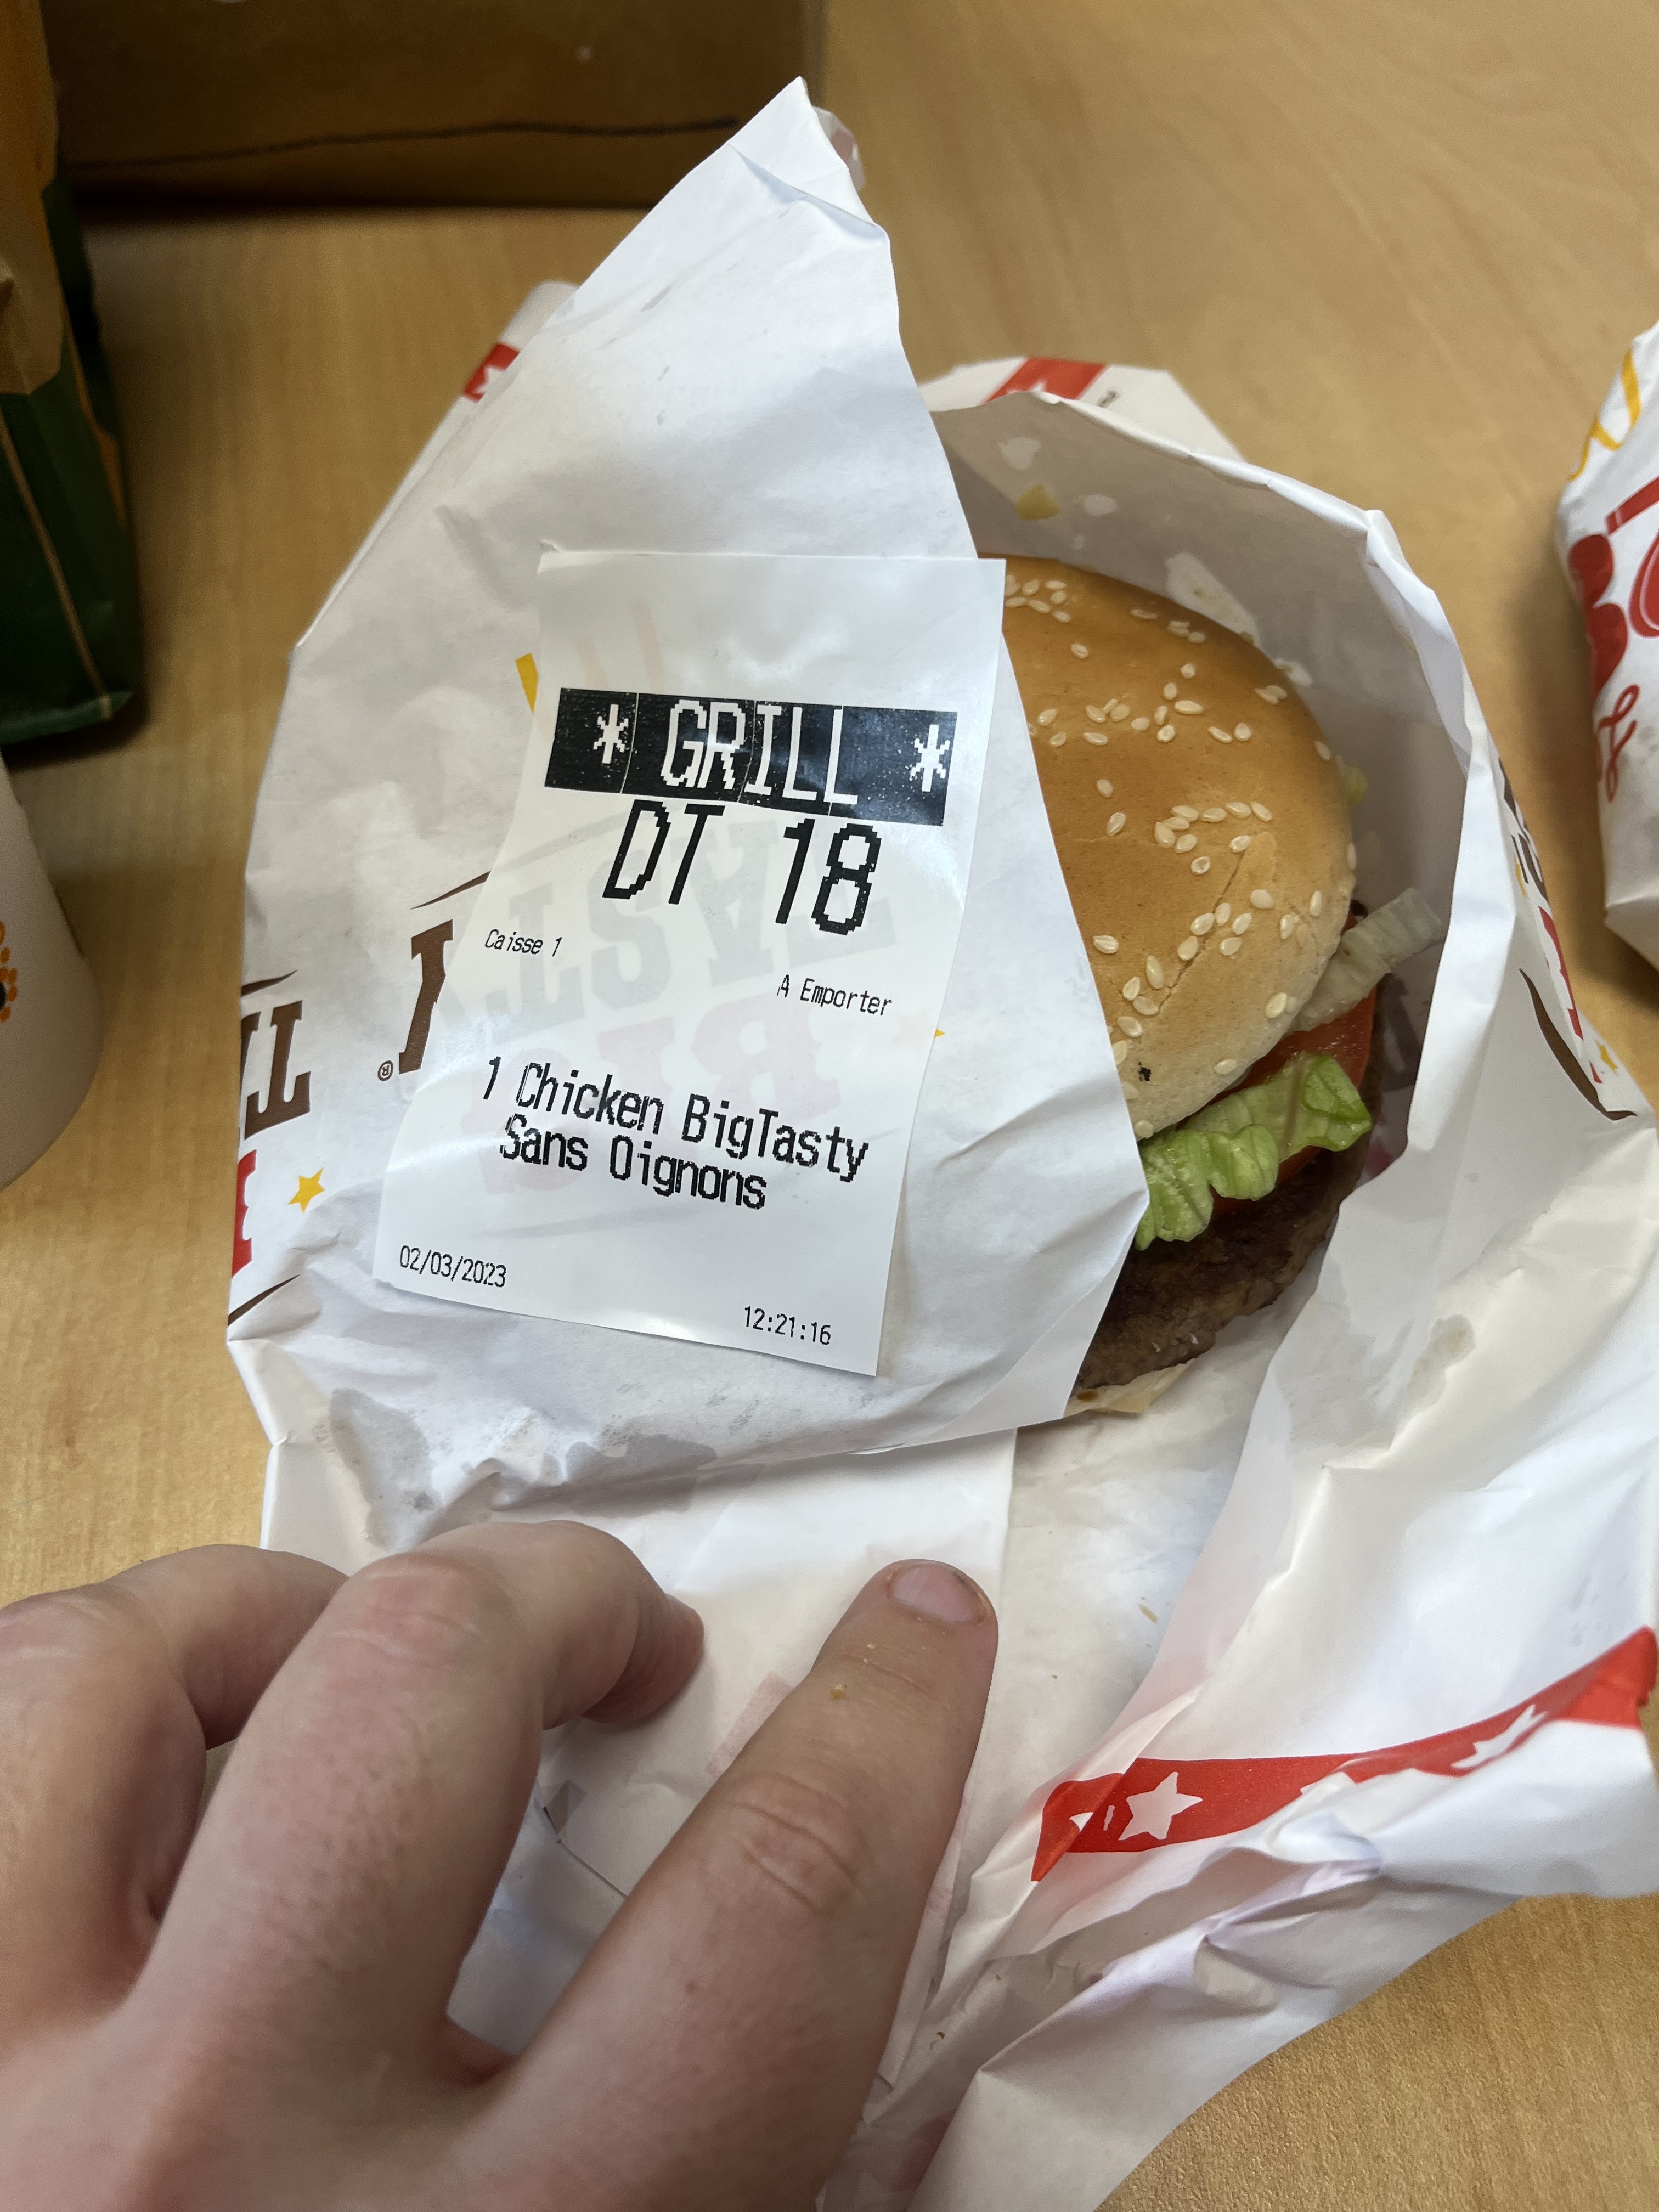 * GRILL *
DT 18
Caisse 1
A Emporter
1 Chicken BigTasty
Sans Oignons
02/03/2023
12:21:16